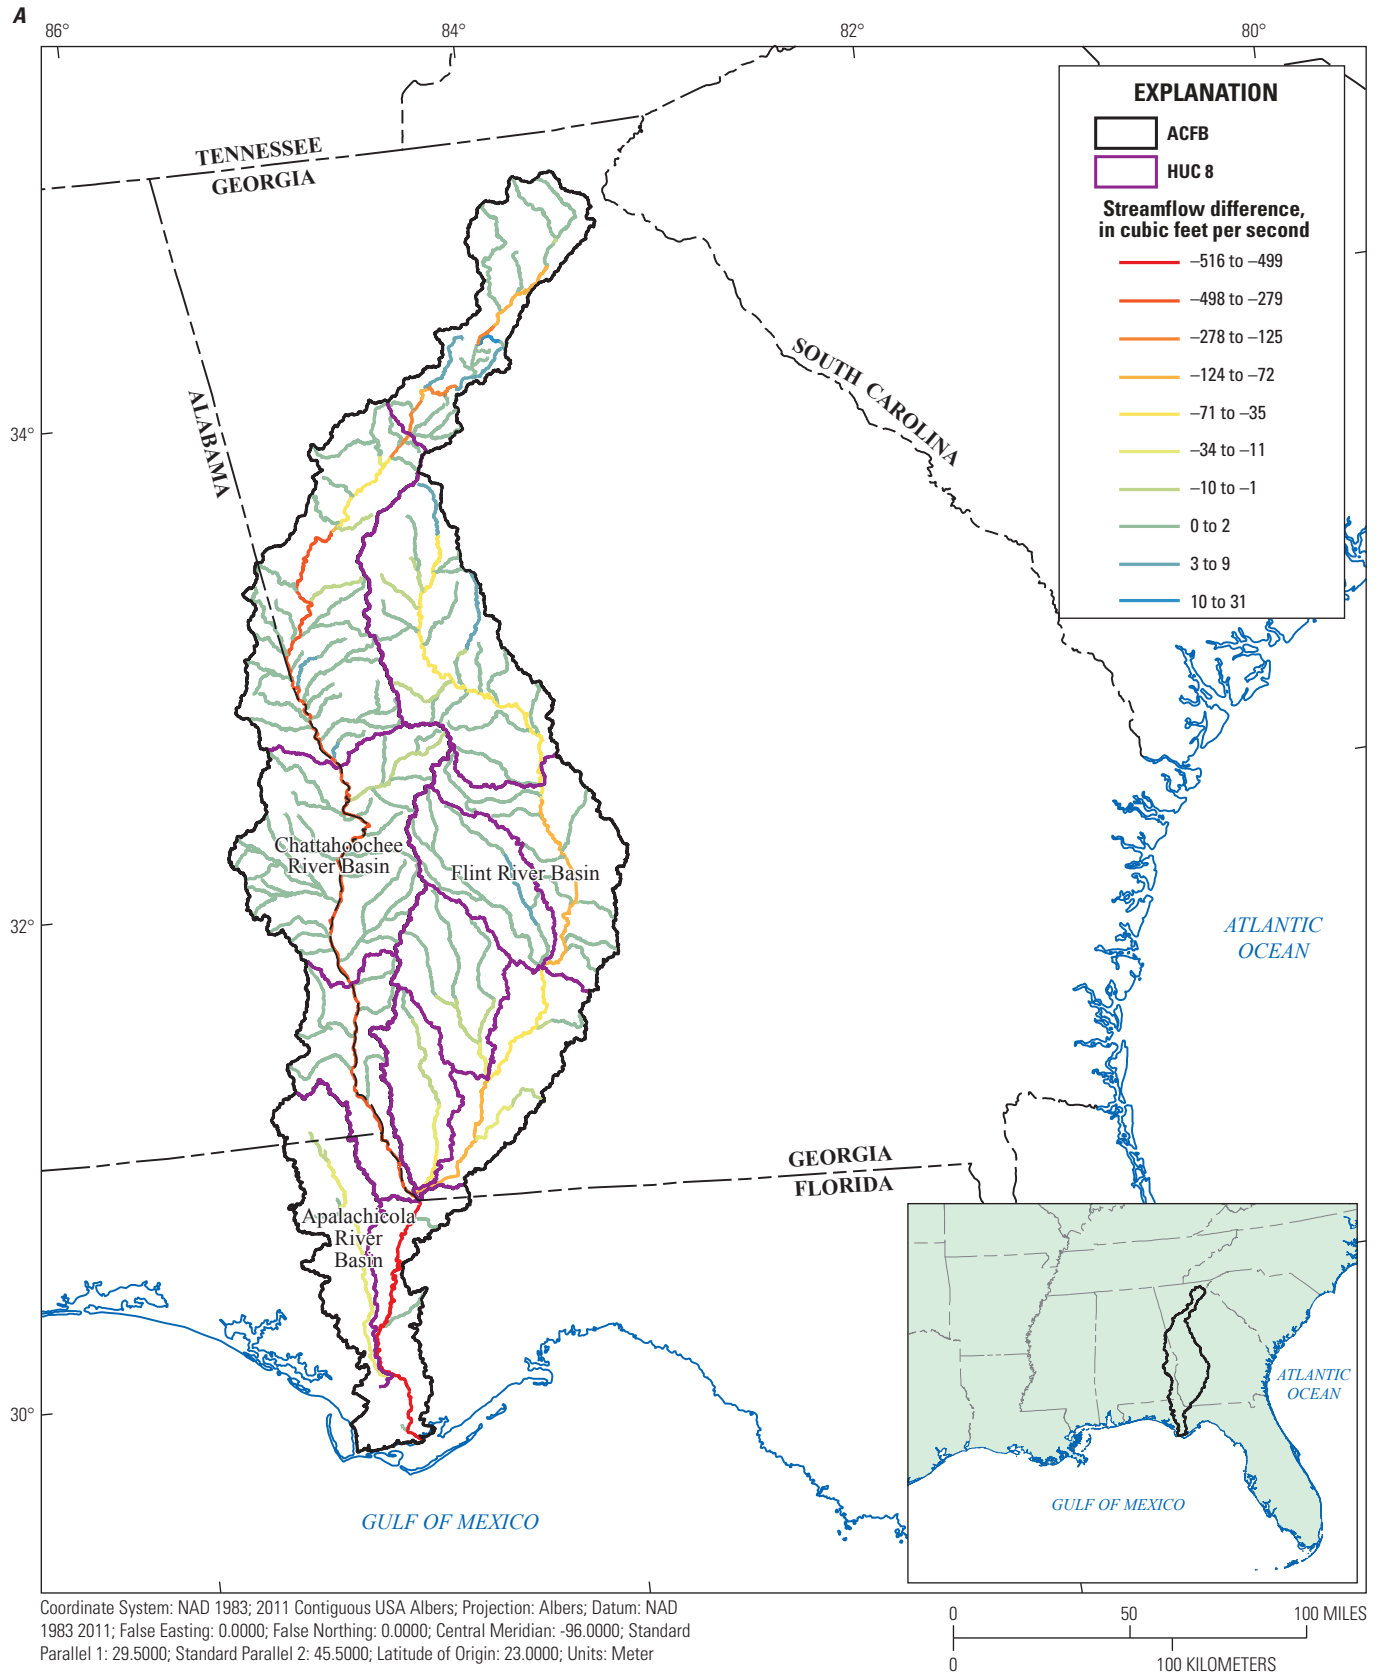 A
86°
84°
82°
80°
EXPLANATION
ACFB
HUC 8
Streamflow difference,
in cubic feet per second
–516 to –499
–498 to –279
–278 to –125
–124 to –72
–71 to –35
–34 to –11
–10 to –1
0 to 2
3 to 9
10 to 31
TENNESSEE
GEORGIA
ALABAMA
SOUTH CAROLINA
34°
32°
30°
Chattahoochee
River Basin
Flint River Basin
ATLANTIC
OCEAN
GEORGIA
FLORIDA
Apalachicola
River
Basin
GULF OF MEXICO
ATLANTIC
OCEAN
GULF OF MEXICO
Coordinate System: NAD 1983; 2011 Contiguous USA Albers; Projection: Albers; Datum: NAD
1983 2011; False Easting: 0.0000; False Northing: 0.0000; Central Meridian: -96.0000; Standard
Parallel 1: 29.5000; Standard Parallel 2: 45.5000; Latitude of Origin: 23.0000; Units: Meter
0 50 100 MILES
0 100 KILOMETERS